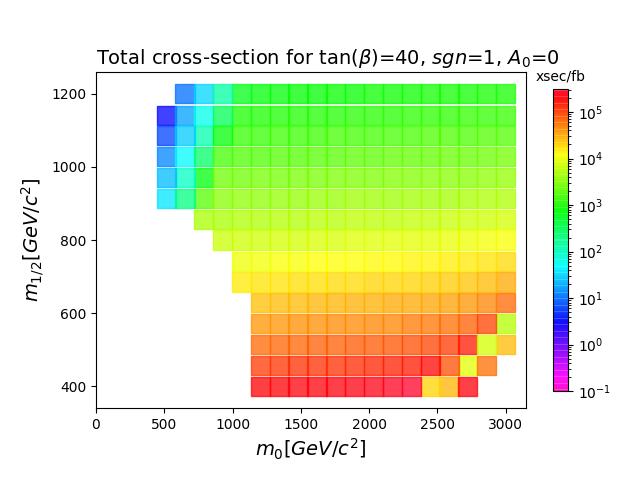 Total cross-section for tan(β)=40, sgn=1, A₀=0
xsec/fb
10⁵
10⁴
10³
10²
10¹
10⁰
10⁻¹
m₁/₂[GeV/c²]
1200
1000
800
600
400
0 500 1000 1500 2000 2500 3000
m₀[GeV/c²]